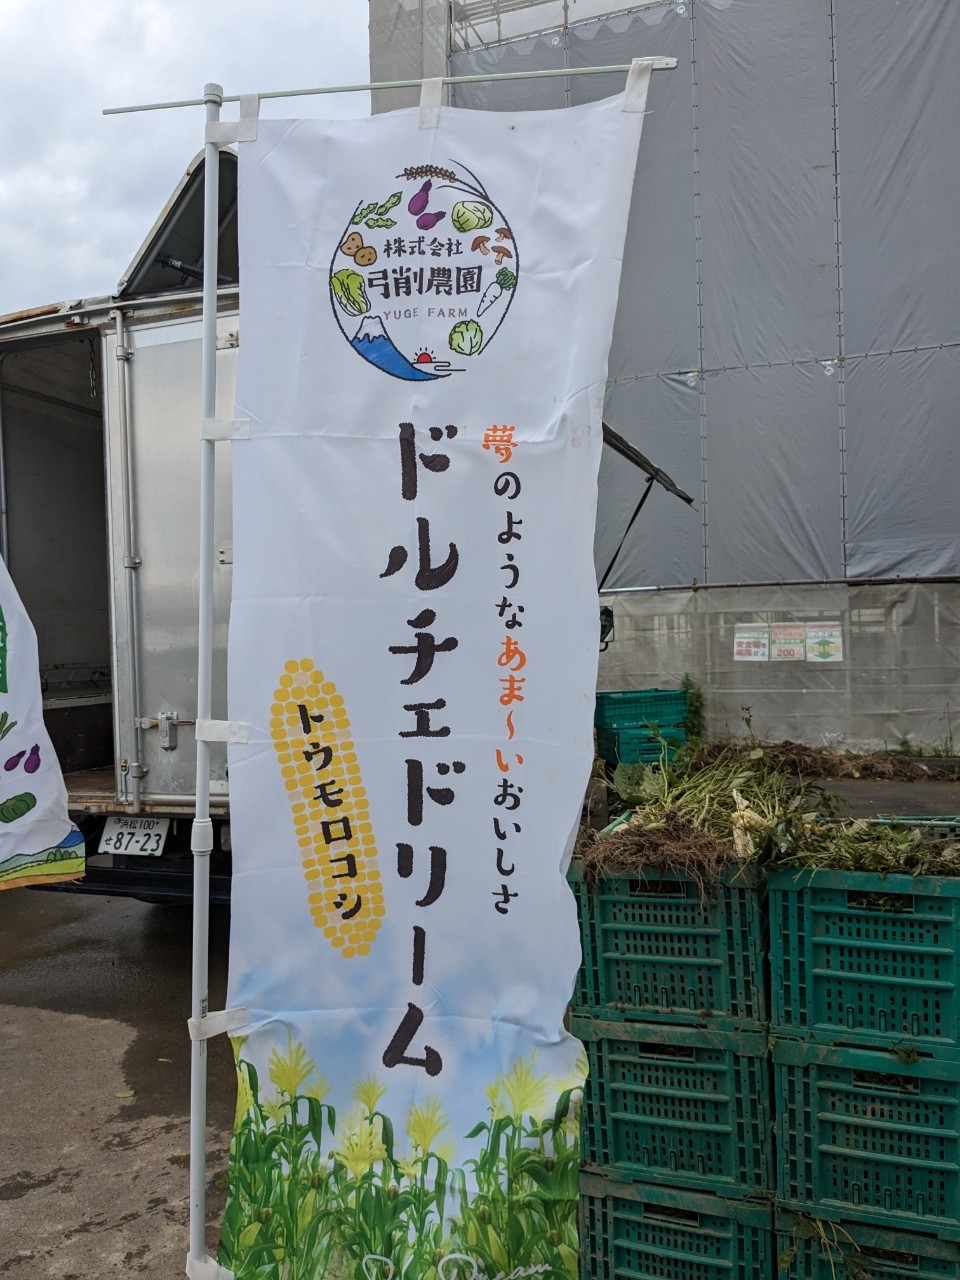 株式会社
弓削農園
YUGE FARM
夢のようなあま～いおいしさ
ドルチェドリーム
トウモロコシ
浜松100
せ 87-23
200